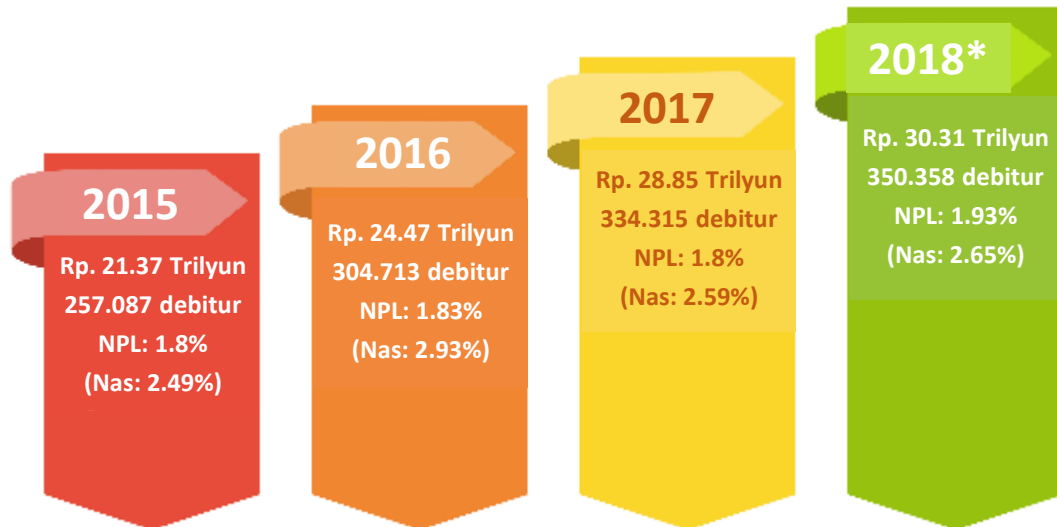 2015
Rp. 21.37 Trilyun
257.087 debitur
NPL: 1.8%
(Nas: 2.49%)
2016
Rp. 24.47 Trilyun
304.713 debitur
NPL: 1.83%
(Nas: 2.93%)
2017
Rp. 28.85 Trilyun
334.315 debitur
NPL: 1.8%
(Nas: 2.59%)
2018*
Rp. 30.31 Trilyun
350.358 debitur
NPL: 1.93%
(Nas: 2.65%)